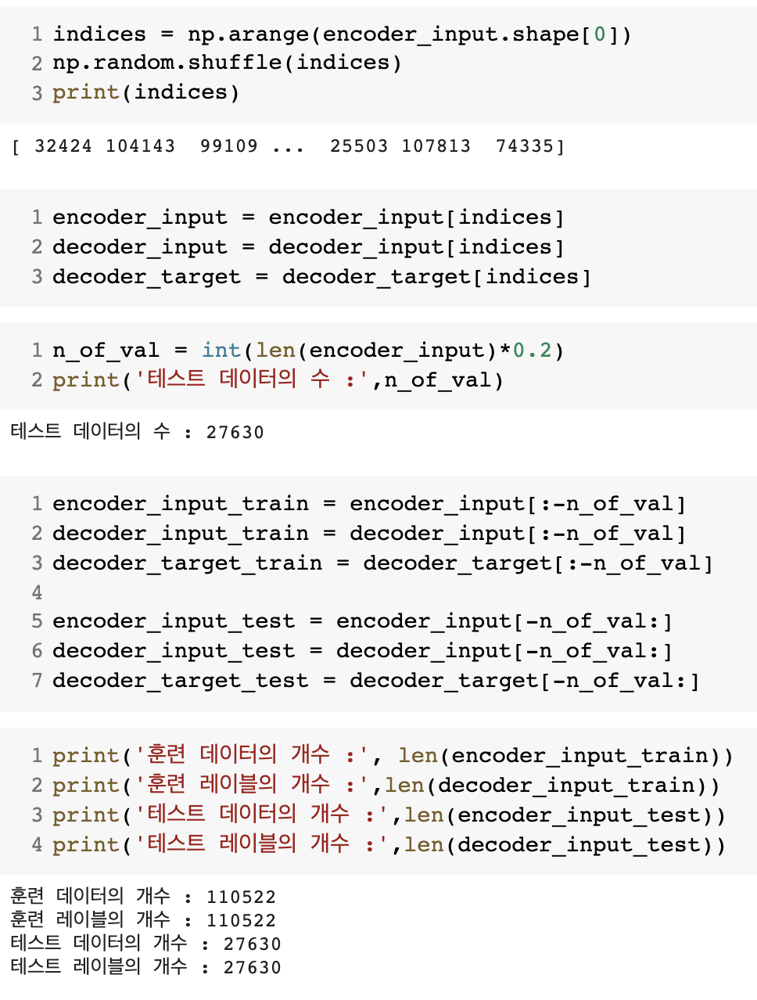 1 indices = np.arange(encoder_input.shape[0])
2 np.random.shuffle(indices)
3 print(indices)
[ 32424 104143  99109 ...  25503 107813  74335]
1 encoder_input = encoder_input[indices]
2 decoder_input = decoder_input[indices]
3 decoder_target = decoder_target[indices]
1 n_of_val = int(len(encoder_input)*0.2)
2 print('테스트 데이터의 수 :',n_of_val)
테스트 데이터의 수 : 27630
1 encoder_input_train = encoder_input[:-n_of_val]
2 decoder_input_train = decoder_input[:-n_of_val]
3 decoder_target_train = decoder_target[:-n_of_val]
4
5 encoder_input_test = encoder_input[-n_of_val:]
6 decoder_input_test = decoder_input[-n_of_val:]
7 decoder_target_test = decoder_target[-n_of_val:]
1 print('훈련 데이터의 개수 :', len(encoder_input_train))
2 print('훈련 레이블의 개수 :',len(decoder_input_train))
3 print('테스트 데이터의 개수 :',len(encoder_input_test))
4 print('테스트 레이블의 개수 :',len(decoder_input_test))
훈련 데이터의 개수 : 110522
훈련 레이블의 개수 : 110522
테스트 데이터의 개수 : 27630
테스트 레이블의 개수 : 27630